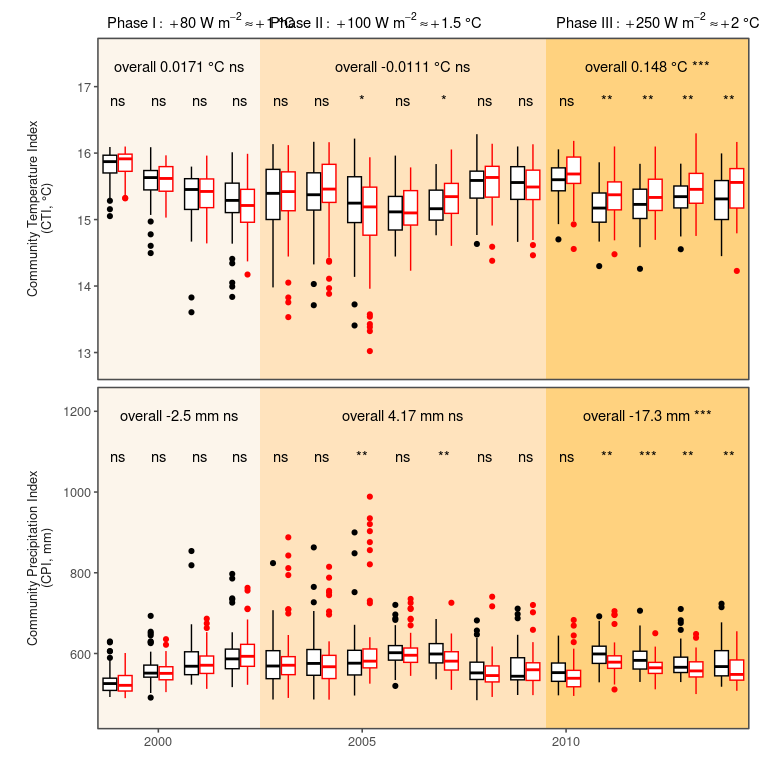 Phase I : +80 W m−2 ≈+1 °C Phase II : +100 W m−2 ≈+1.5 °C Phase III : +250 W m−2 ≈+2 °C
overall 0.0171 °C ns overall -0.0111 °C ns overall 0.148 °C ***
17
ns ns ns ns ns ns * ns * ns ns ns ** ** ** **
16
15
14
13
Community Temperature Index
(CTI, °C)
1200
overall -2.5 mm ns overall 4.17 mm ns overall -17.3 mm ***
ns ns ns ns ns ns ** ns ** ns ns ns ** *** ** **
1000
800
600
Community Precipitation Index
(CPI, mm)
2000 2005 2010